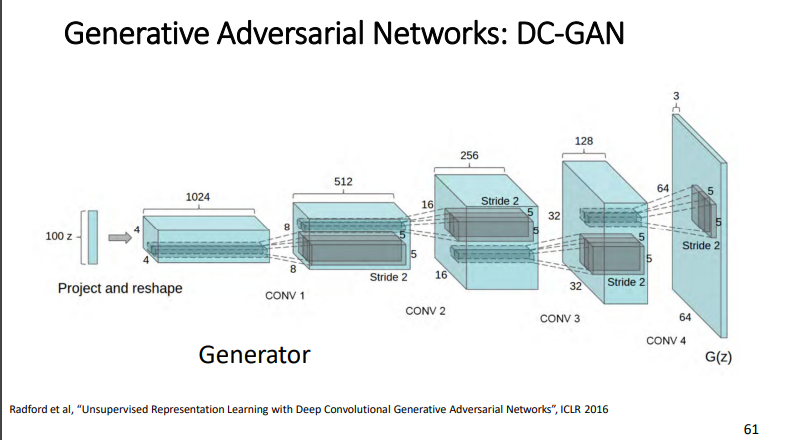 Generative Adversarial Networks: DC-GAN
3
128
256
512
1024
64
5
5
Stride 2
16
Stride 2
5
5
32
8
5
5
4
100 z
4
5
5
Stride 2
8
Stride 2
16
32
64
Project and reshape
CONV 1
CONV 2
CONV 3
CONV 4
G(z)
Generator
Radford et al, “Unsupervised Representation Learning with Deep Convolutional Generative Adversarial Networks”, ICLR 2016
61